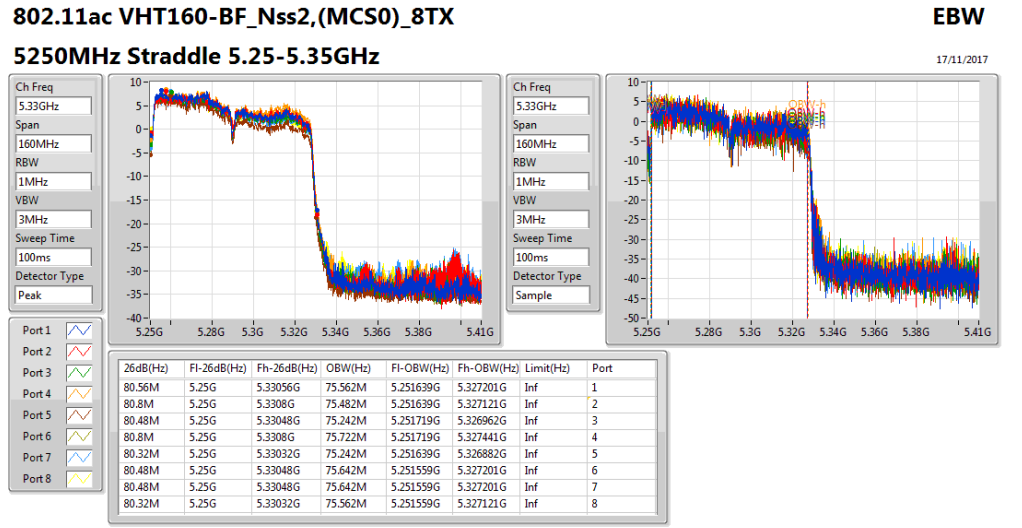 802.11ac VHT160-BF_Nss2,(MCS0)_8TX
EBW
5250MHz Straddle 5.25-5.35GHz
17/11/2017
Ch Freq
5.33GHz
Span
160MHz
RBW
1MHz
VBW
3MHz
Sweep Time
100ms
Detector Type
Peak
10
5
0
-5
-10
-15
-20
-25
-30
-35
-40
5.25G 5.28G 5.3G 5.32G 5.34G 5.36G 5.38G 5.41G
Ch Freq
5.33GHz
Span
160MHz
RBW
1MHz
VBW
3MHz
Sweep Time
100ms
Detector Type
Sample
10
5
0
-5
-10
-15
-20
-25
-30
-35
-40
-45
-50
OBW-h
5.25G 5.28G 5.3G 5.32G 5.34G 5.36G 5.38G 5.41G
Port 1
Port 2
Port 3
Port 4
Port 5
Port 6
Port 7
Port 8
26dB(Hz) Fl-26dB(Hz) Fh-26dB(Hz) OBW(Hz) Fl-OBW(Hz) Fh-OBW(Hz) Limit(Hz) Port
80.56M 5.25G 5.33056G 75.562M 5.251639G 5.327201G Inf 1
80.8M 5.25G 5.3308G 75.482M 5.251639G 5.327121G Inf 2
80.48M 5.25G 5.33048G 75.242M 5.251719G 5.326962G Inf 3
80.8M 5.25G 5.3308G 75.722M 5.251719G 5.327441G Inf 4
80.32M 5.25G 5.33032G 75.242M 5.251639G 5.326882G Inf 5
80.48M 5.25G 5.33048G 75.642M 5.251559G 5.327201G Inf 6
80.48M 5.25G 5.33048G 75.642M 5.251559G 5.327201G Inf 7
80.32M 5.25G 5.33032G 75.562M 5.251559G 5.327121G Inf 8